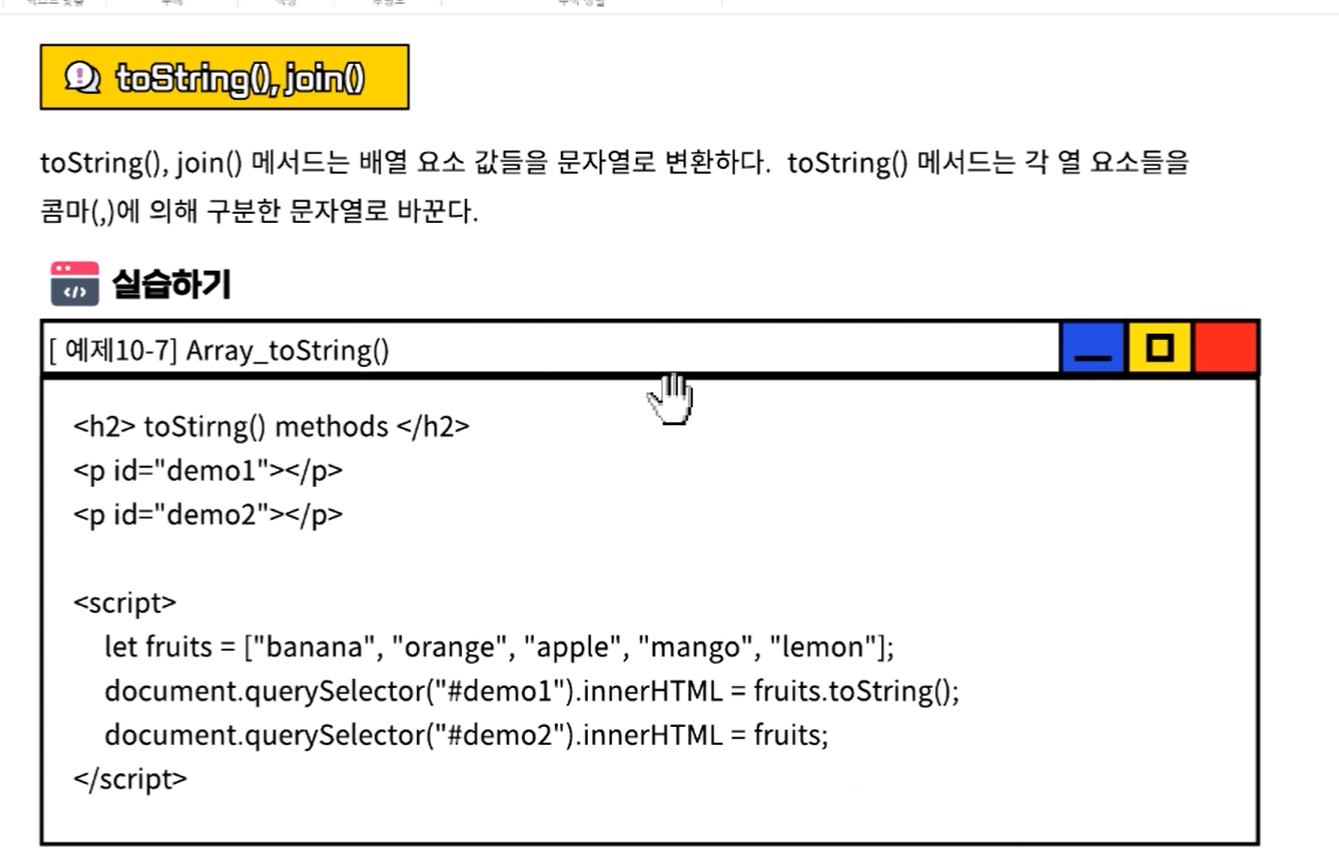 toString(), join()
toString(), join() 메서드는 배열 요소 값들을 문자열로 변환하다. toString() 메서드는 각 열 요소들을
콤마(,)에 의해 구분한 문자열로 바꾼다.
</> 실습하기
[ 예제10-7] Array_toString()
<h2> toStirng() methods </h2>
<p id="demo1"></p>
<p id="demo2"></p>
<script>
let fruits = ["banana", "orange", "apple", "mango", "lemon"];
document.querySelector("#demo1").innerHTML = fruits.toString();
document.querySelector("#demo2").innerHTML = fruits;
</script>